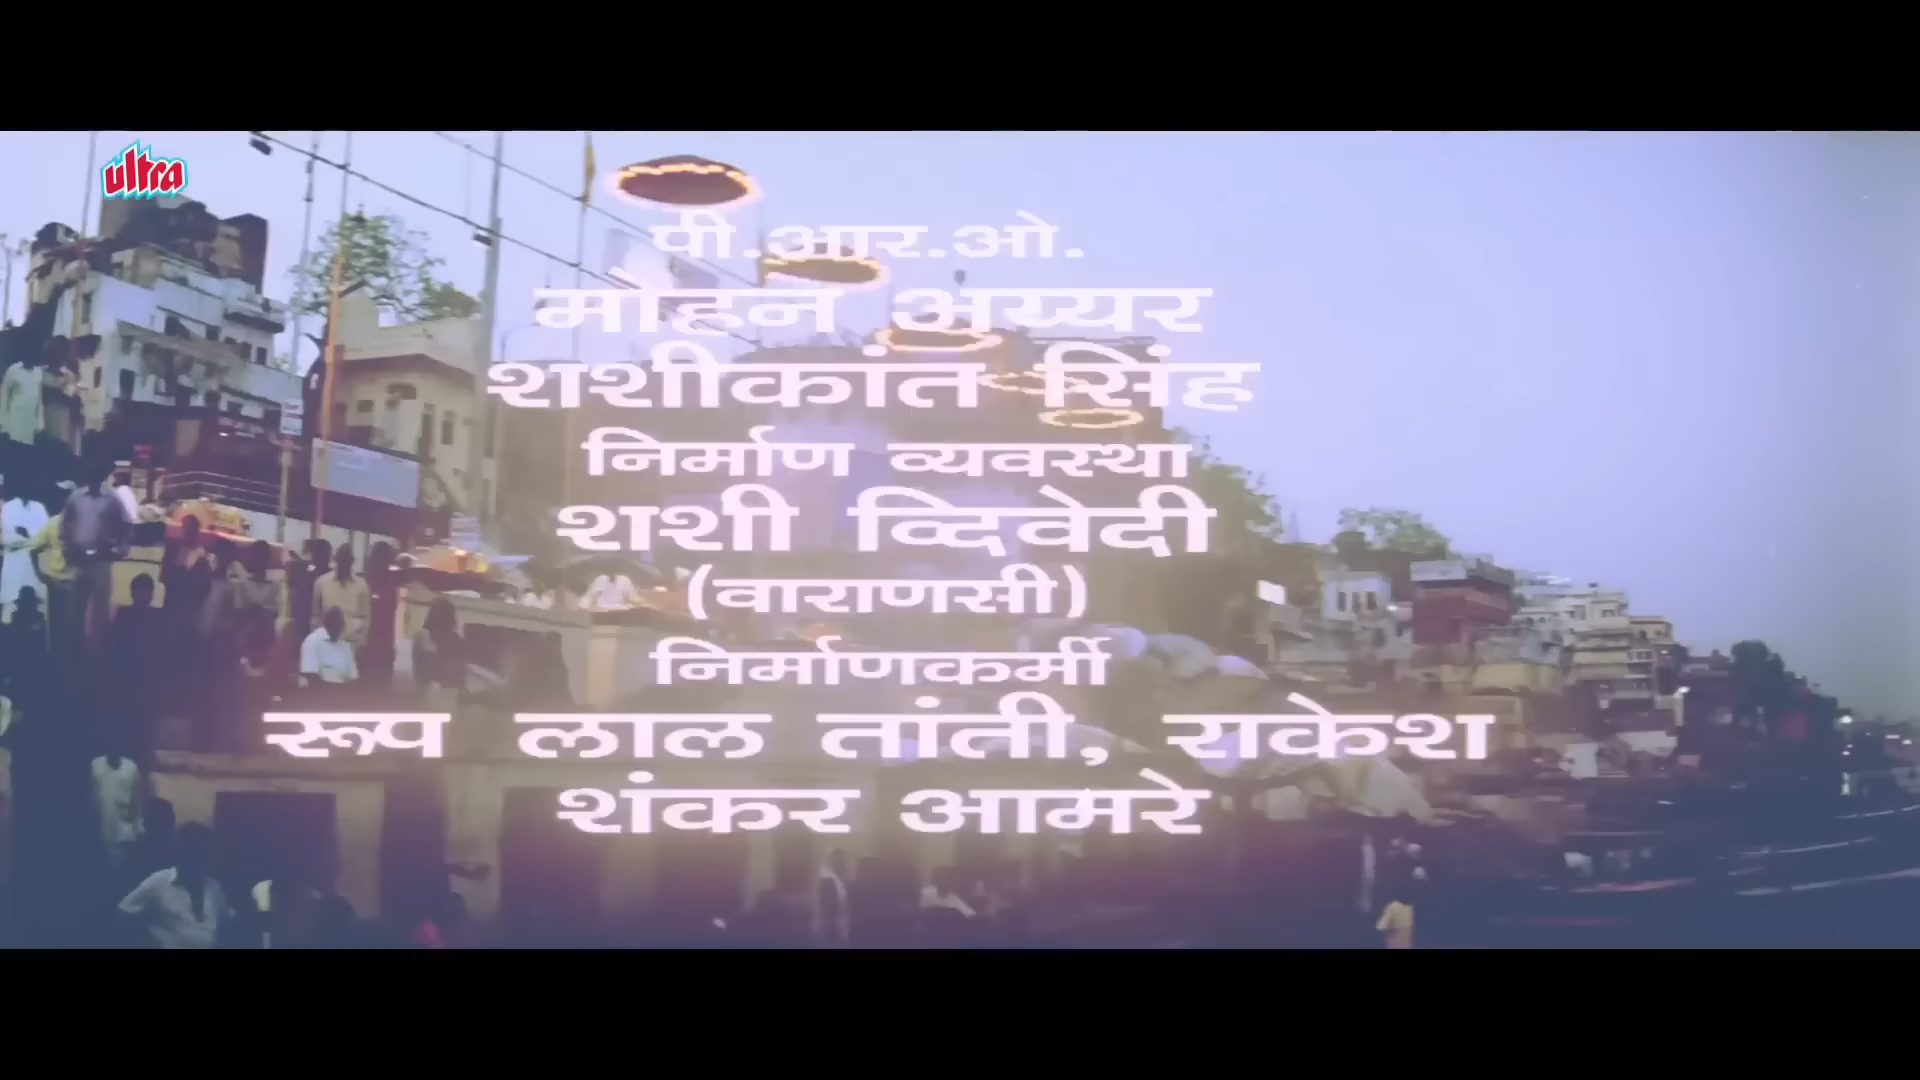 ultra
पी.आर.ओ.
मोहन अय्यर
शशीकांत सिंह
निर्माण व्यवस्था
शशी व्दिवेदी
(वाराणसी)
निर्माणकर्मी
रूप लाल तांती, राकेश
शंकर आमरे